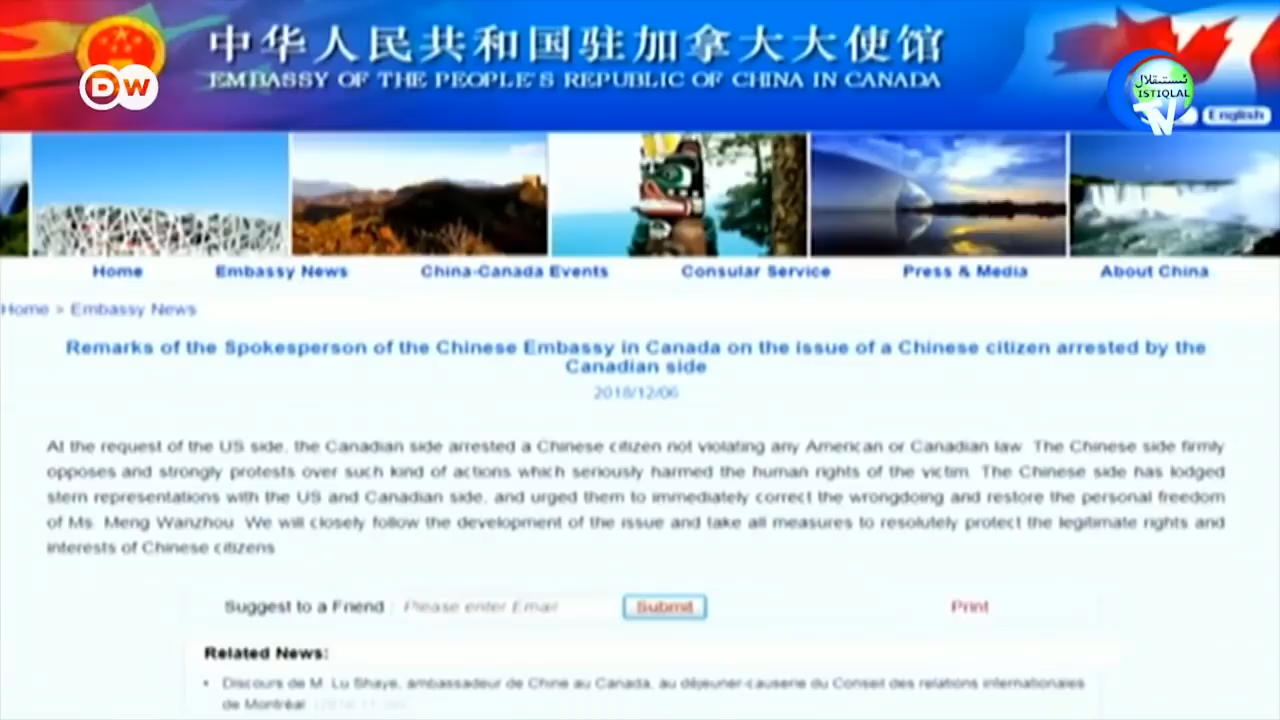 中华人民共和国驻加拿大大使馆
EMBASSY OF THE PEOPLE'S REPUBLIC OF CHINA IN CANADA
DW
ئىستىقلال
ISTIQLAL
TV
English
Home Embassy News China-Canada Events Consular Service Press & Media About China
Home > Embassy News
Remarks of the Spokesperson of the Chinese Embassy in Canada on the issue of a Chinese citizen arrested by the
Canadian side
2018/12/06
At the request of the US side, the Canadian side arrested a Chinese citizen not violating any American or Canadian law. The Chinese side firmly
opposes and strongly protests over such kind of actions which seriously harmed the human rights of the victim. The Chinese side has lodged
stern representations with the US and Canadian side, and urged them to immediately correct the wrongdoing and restore the personal freedom
of Ms. Meng Wanzhou. We will closely follow the development of the issue and take all measures to resolutely protect the legitimate rights and
interests of Chinese citizens.
Suggest to a Friend : Please enter Email Submit Print
Related News:
• Discours de M. Lu Shaye, ambassadeur de Chine au Canada, au déjeuner-causerie du Conseil des relations internationales
de Montréal